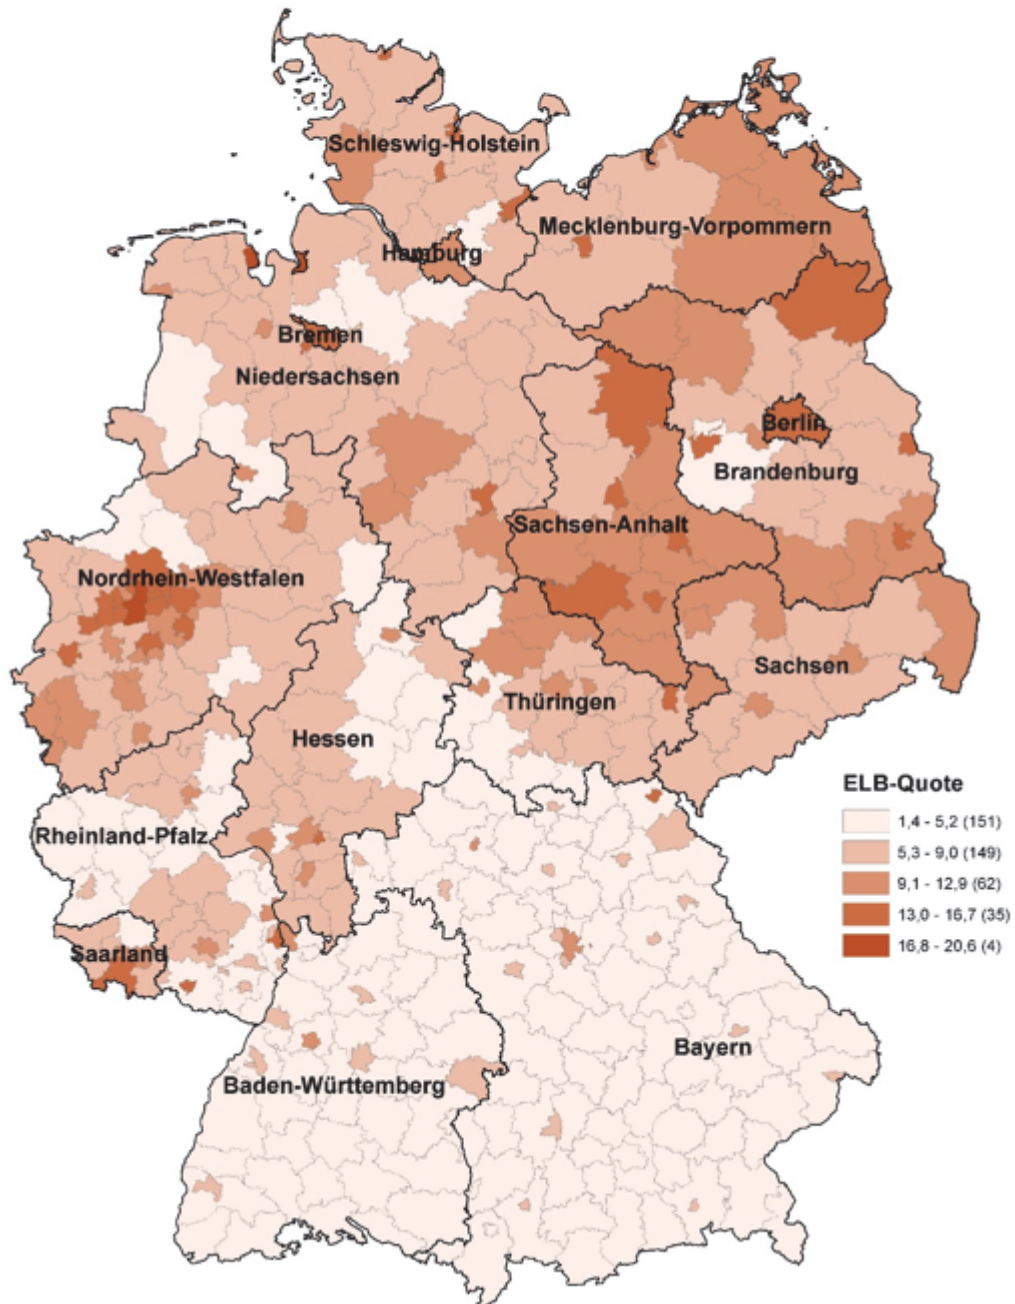 Schleswig-Holstein
Mecklenburg-Vorpommern
Hamburg
Bremen
Niedersachsen
Berlin
Brandenburg
Sachsen-Anhalt
Nordrhein-Westfalen
Sachsen
Thüringen
Hessen
Rheinland-Pfalz
Saarland
Bayern
Baden-Württemberg
ELB-Quote
1,4 - 5,2 (151)
5,3 - 9,0 (149)
9,1 - 12,9 (62)
13,0 - 16,7 (35)
16,8 - 20,6 (4)